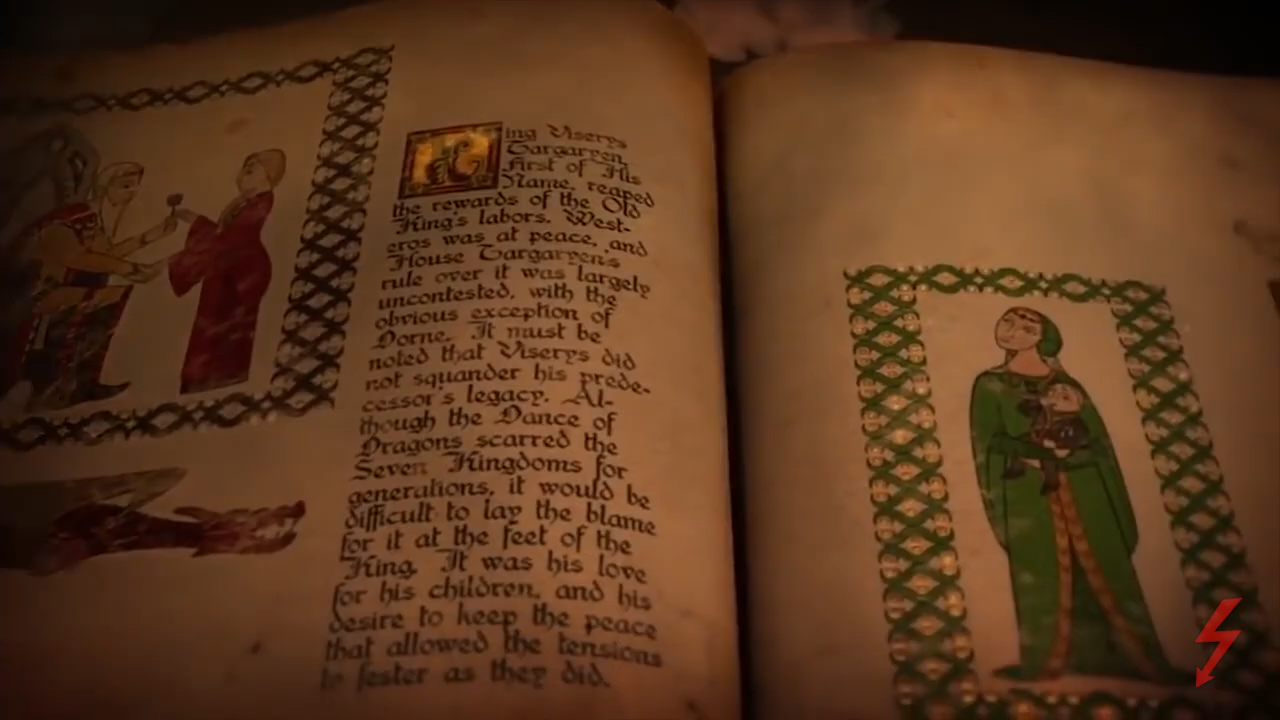 King Viserys
Targaryen,
First of His
Name, reaped
the rewards of the Old
King's labors. West-
eros was at peace, and
House Targaryen's
rule over it was largely
uncontested, with the
obvious exception of
Dorne. It must be
noted that Viserys did
not squander his prede-
cessor's legacy. Al-
though the Dance of
Dragons scarred the
Seven Kingdoms for
generations, it would be
difficult to lay the blame
for it at the feet of the
King. It was his love
for his children, and his
desire to keep the peace
that allowed the tensions
to fester as they did.